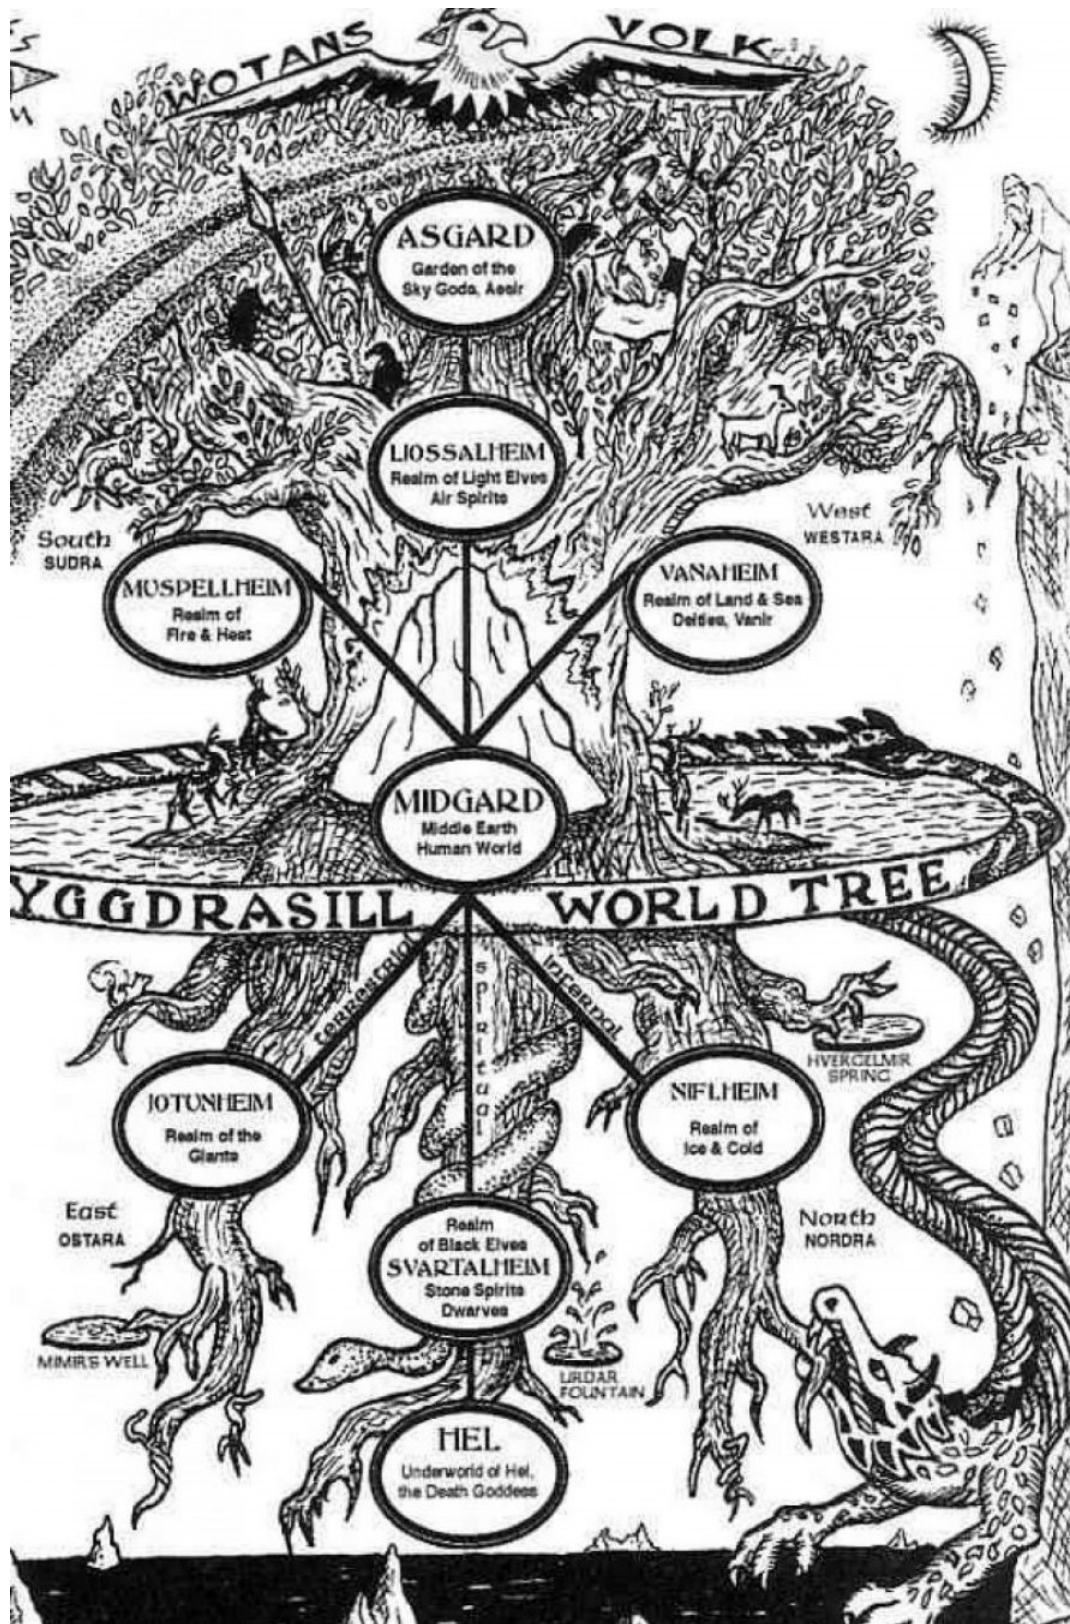 WOTANS VOLK
ASGARD
Garden of the
Sky Gods, Aesir
LIOSSALHEIM
Realm of Light Elves
Air Spirits
South
SUDRA
West
WESTARA
MUSPELLHEIM
Realm of
Fire & Heat
VANAHEIM
Realm of Land & Sea
Deities, Vanir
MIDGARD
Middle Earth
Human World
YGGDRASILL WORLD TREE
terrestrial
spiritual
infernal
HVERGELMIR
SPRING
JOTUNHEIM
Realm of the
Giants
NIFLHEIM
Realm of
Ice & Cold
East
OSTARA
North
NORDRA
Realm
of Black Elves
SVARTALHEIM
Stone Spirits
Dwarves
MIMIR'S WELL
URDAR
FOUNTAIN
HEL
Underworld of Hel,
the Death Goddess